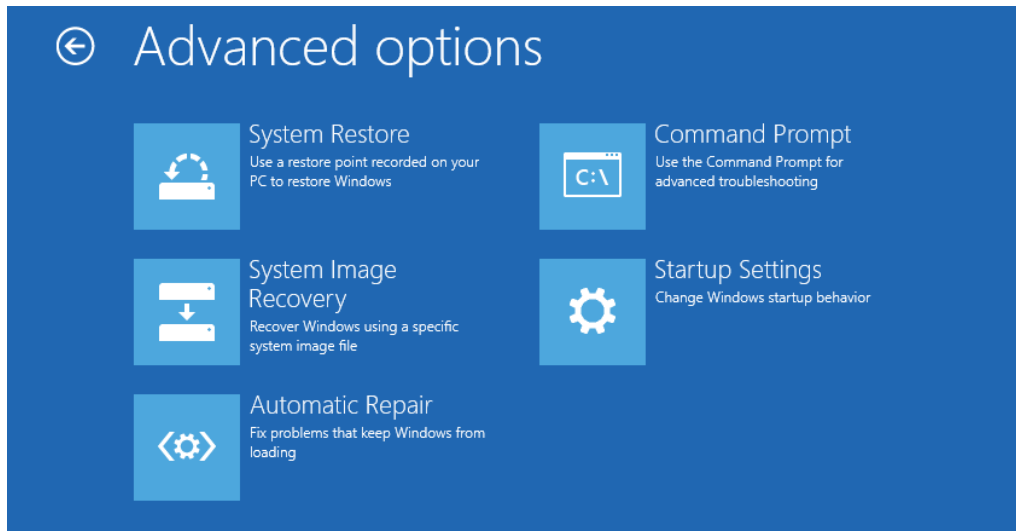 Advanced options
System Restore
Use a restore point recorded on your
PC to restore Windows
System Image
Recovery
Recover Windows using a specific
system image file
Automatic Repair
Fix problems that keep Windows from
loading
C:\
Command Prompt
Use the Command Prompt for
advanced troubleshooting
Startup Settings
Change Windows startup behavior